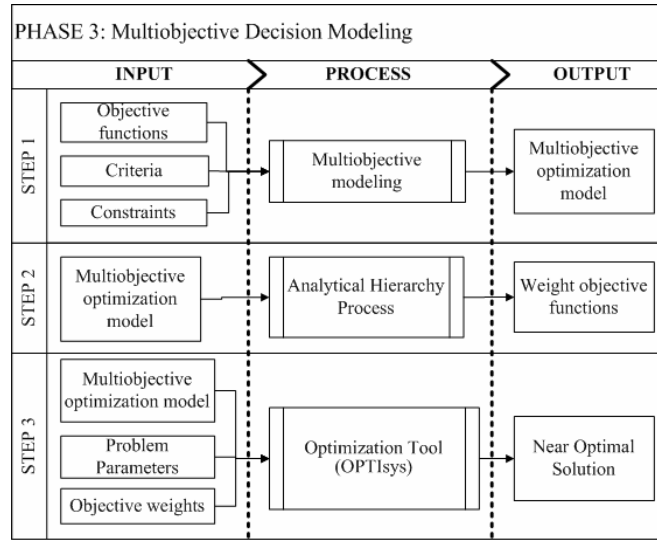 PHASE 3: Multiobjective Decision Modeling
INPUT
PROCESS
OUTPUT
STEP 1
Objective
functions
Criteria
Constraints
Multiobjective
modeling
Multiobjective
optimization
model
STEP 2
Multiobjective
optimization
model
Analytical Hierarchy
Process
Weight objective
functions
STEP 3
Multiobjective
optimization model
Problem
Parameters
Objective weights
Optimization Tool
(OPTIsys)
Near Optimal
Solution